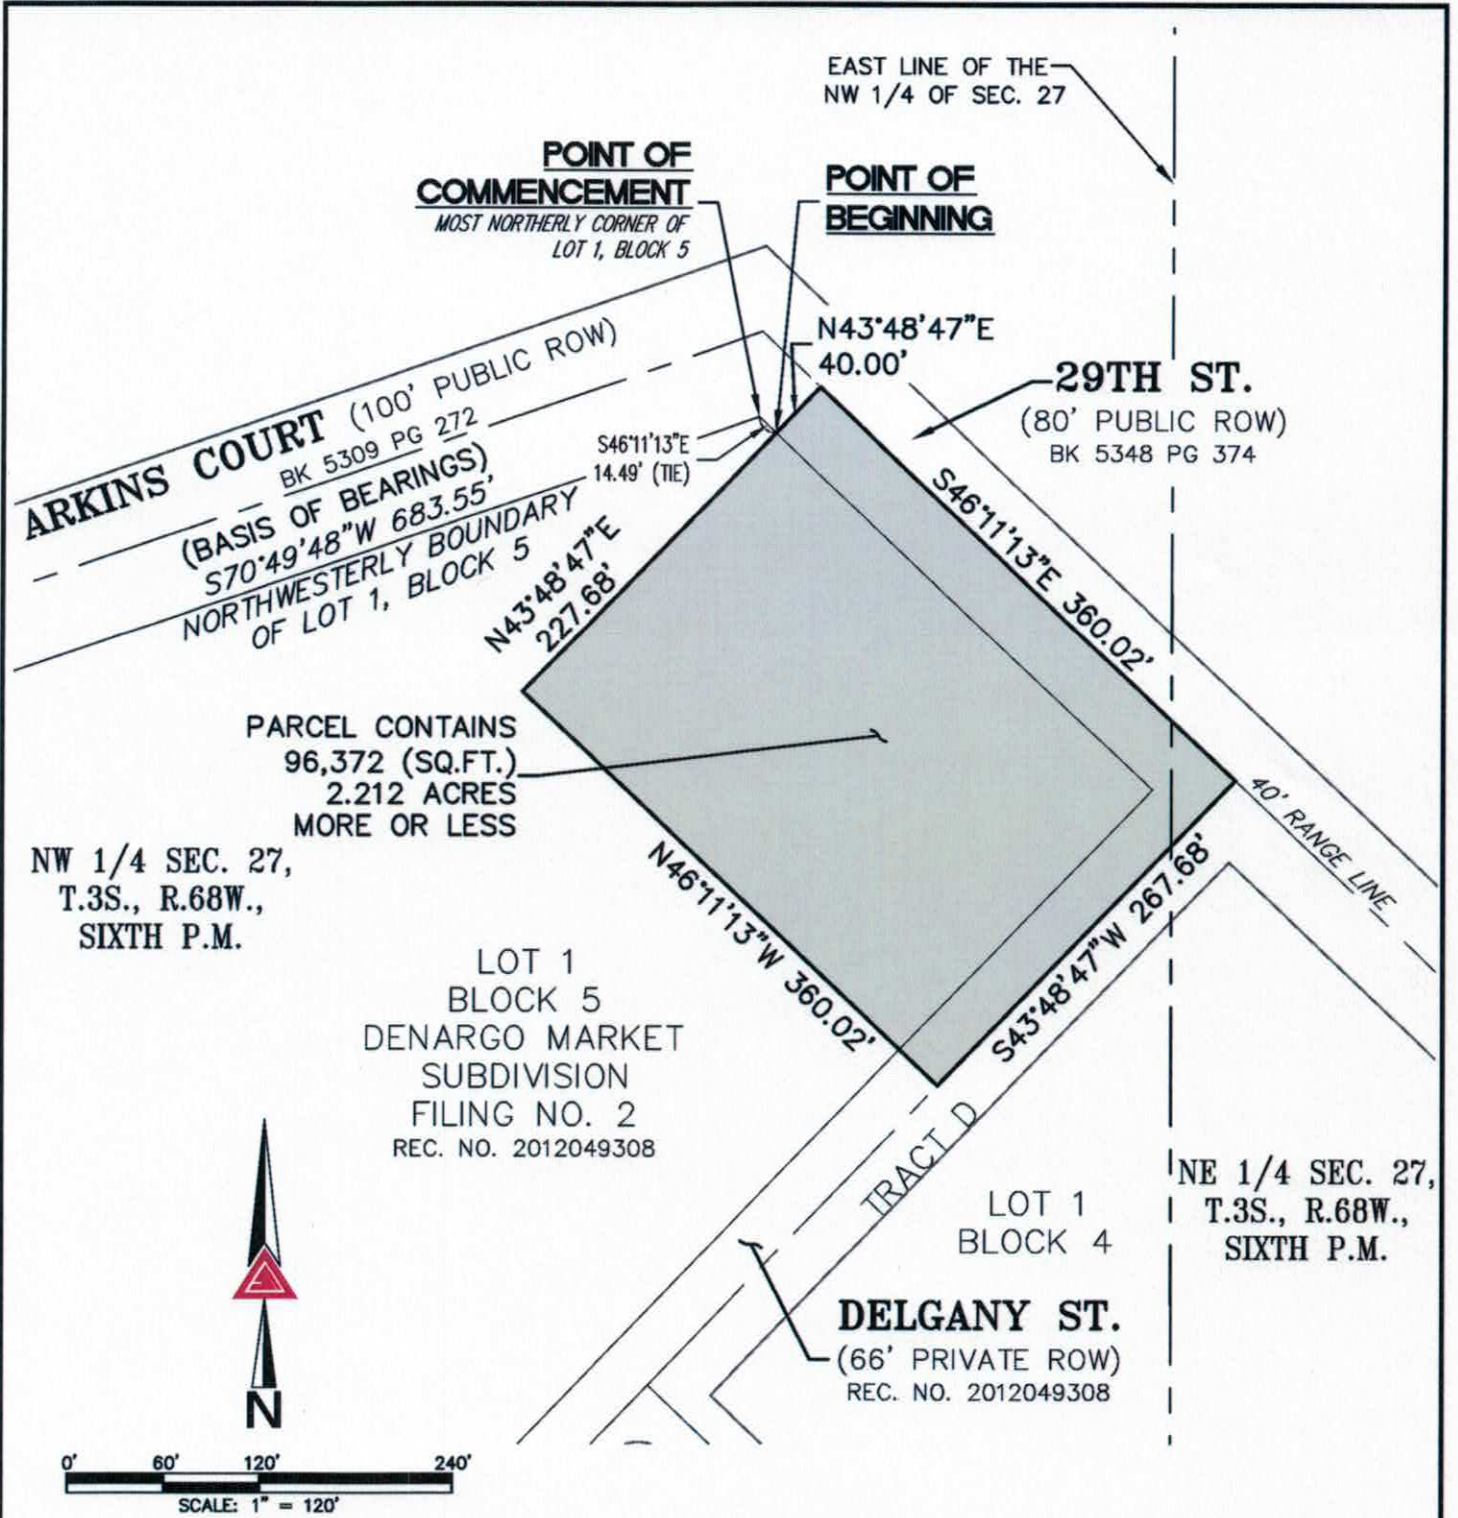 EAST LINE OF THE
NW 1/4 OF SEC. 27
POINT OF
COMMENCEMENT
MOST NORTHERLY CORNER OF
LOT 1, BLOCK 5
POINT OF
BEGINNING
N43°48'47"E
40.00'
29TH ST.
(80' PUBLIC ROW)
BK 5348 PG 374
ARKINS COURT (100' PUBLIC ROW)
BK 5309 PG 272
(BASIS OF BEARINGS)
S70°49'48"W 683.55'
NORTHWESTERLY BOUNDARY
OF LOT 1, BLOCK 5
S46°11'13"E
14.49' (TIE)
N43°48'47"E
227.68'
S46°11'13"E 360.02'
PARCEL CONTAINS
96,372 (SQ.FT.)
2.212 ACRES
MORE OR LESS
40' RANGE LINE
NW 1/4 SEC. 27,
T.3S., R.68W.,
SIXTH P.M.
N46°11'13"W 360.02'
S43°48'47"W 267.68'
LOT 1
BLOCK 5
DENARGO MARKET
SUBDIVISION
FILING NO. 2
REC. NO. 2012049308
TRACT D
LOT 1
BLOCK 4
NE 1/4 SEC. 27,
T.3S., R.68W.,
SIXTH P.M.
DELGANY ST.
(66' PRIVATE ROW)
REC. NO. 2012049308
N
0' 60' 120' 240'
SCALE: 1" = 120'